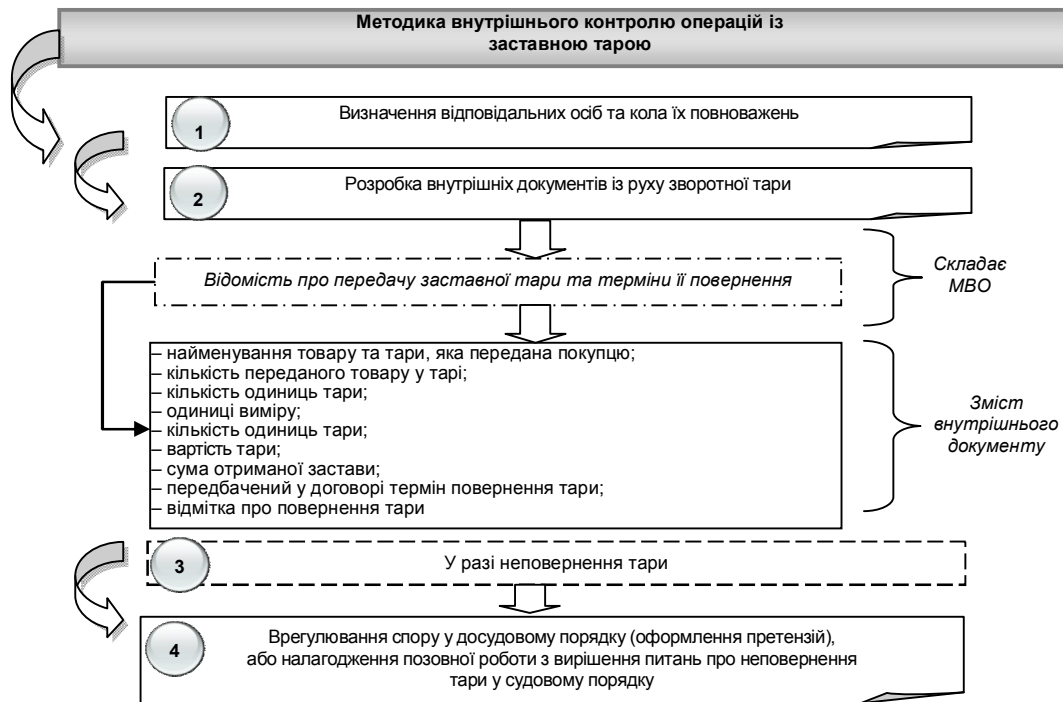 Методика внутрішнього контролю операцій із
заставною тарою
1
Визначення відповідальних осіб та кола їх повноважень
2
Розробка внутрішніх документів із руху зворотної тари
Відомість про передачу заставної тари та терміни її повернення
Складає
МВО
– найменування товару та тари, яка передана покупцю;
– кількість переданого товару у тарі;
– кількість одиниць тари;
– одиниці виміру;
– кількість одиниць тари;
– вартість тари;
– сума отриманої застави;
– передбачений у договорі термін повернення тари;
– відмітка про повернення тари
Зміст
внутрішнього
документу
3
У разі неповернення тари
4
Врегулювання спору у досудовому порядку (оформлення претензій),
або налагодження позовної роботи з вирішення питань про неповернення
тари у судовому порядку